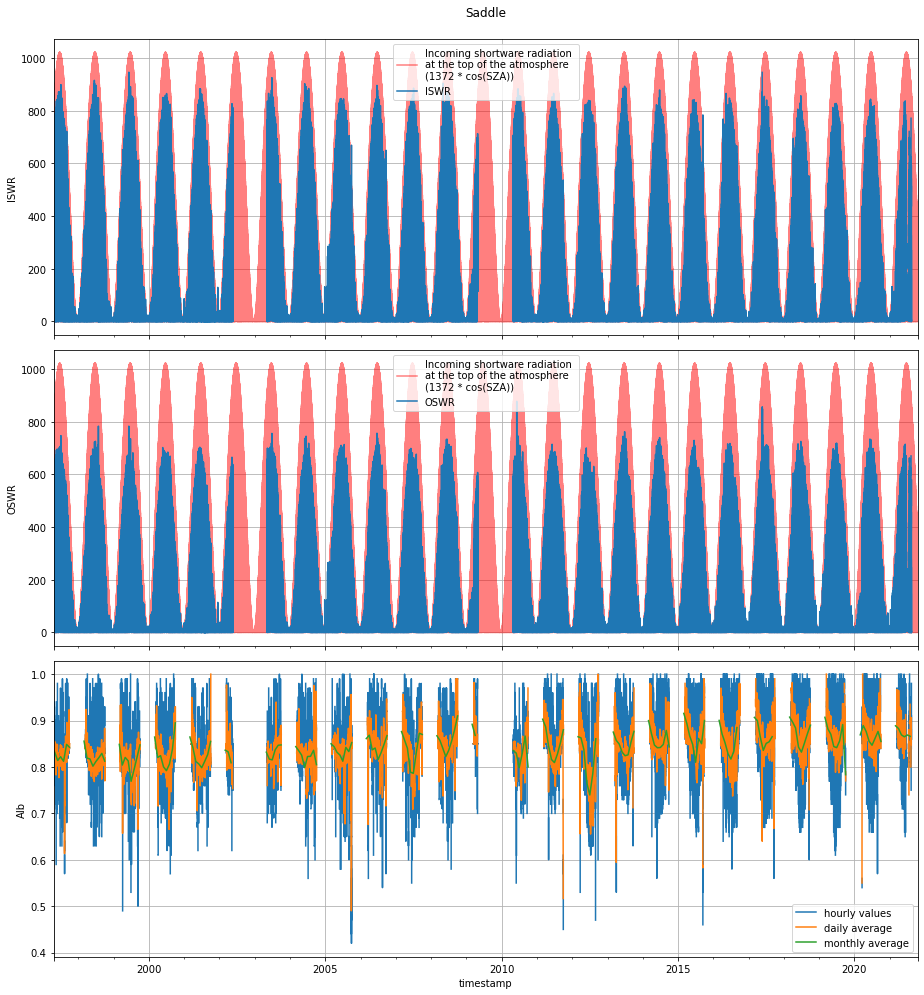 Saddle
1000
800
600
400
200
0
ISWR
Incoming shortware radiation
at the top of the atmosphere
(1372 * cos(SZA))
ISWR
1000
800
600
400
200
0
OSWR
Incoming shortware radiation
at the top of the atmosphere
(1372 * cos(SZA))
OSWR
1.0
0.9
0.8
0.7
0.6
0.5
0.4
Alb
hourly values
daily average
monthly average
2000
2005
2010
2015
2020
timestamp